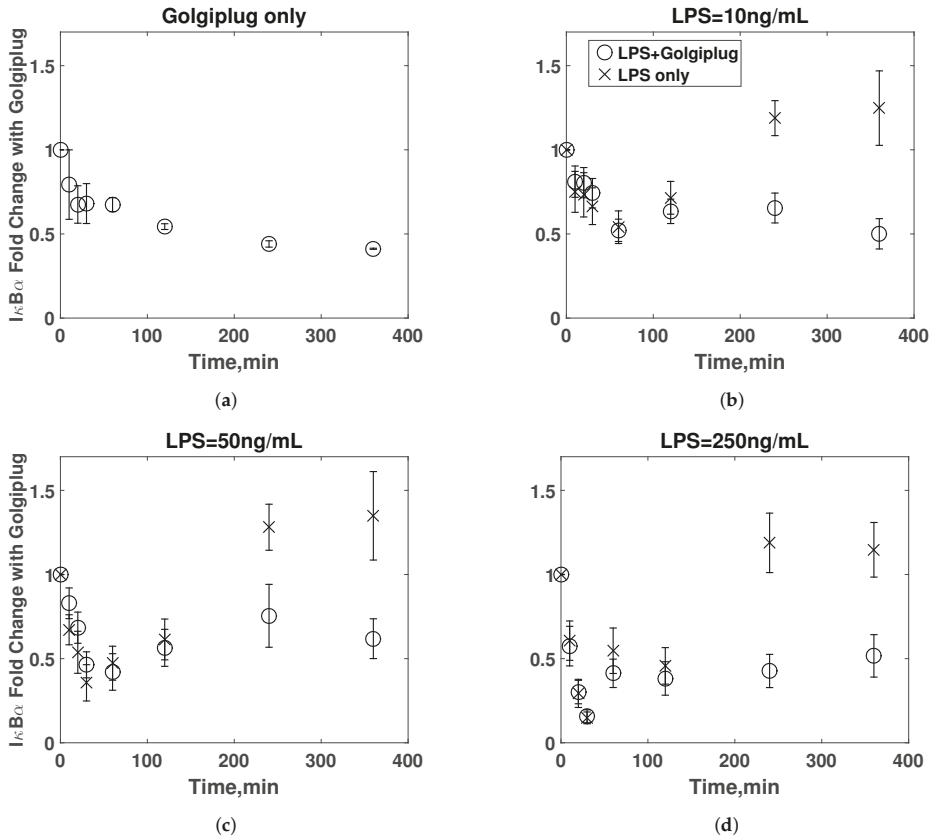 Golgiplug only
IκBα Fold Change with Golgiplug
1.5
1
0.5
0
0 100 200 300 400
Time,min
(a)
LPS=10ng/mL
LPS+Golgiplug
LPS only
1.5
1
0.5
0
0 100 200 300 400
Time,min
(b)
LPS=50ng/mL
IκBα Fold Change with Golgiplug
1.5
1
0.5
0
0 100 200 300 400
Time,min
(c)
LPS=250ng/mL
1.5
1
0.5
0
0 100 200 300 400
Time,min
(d)